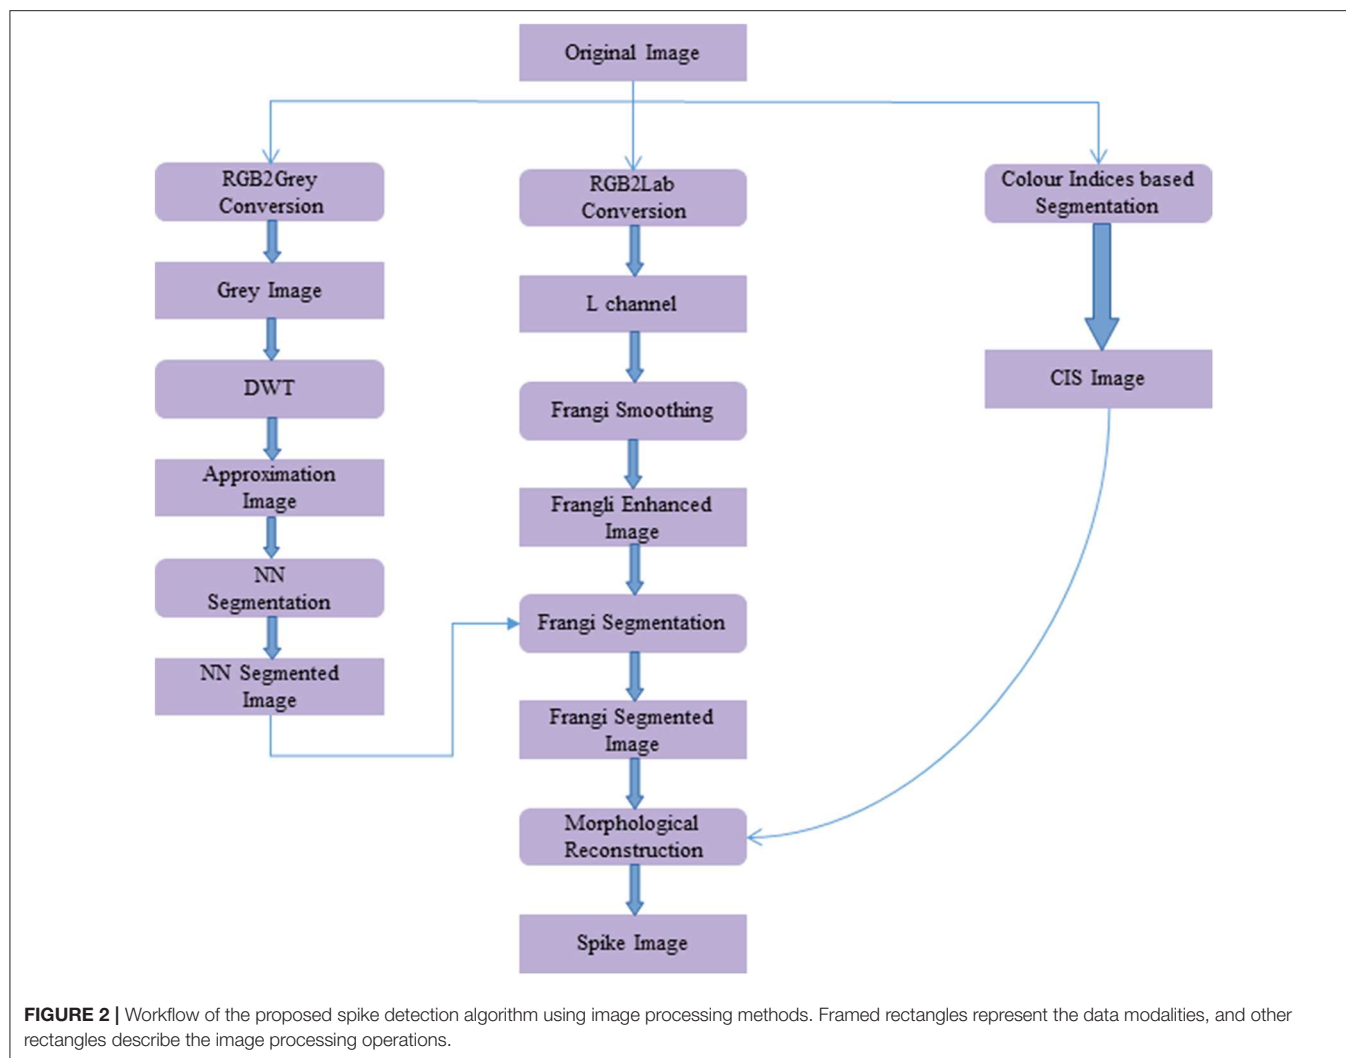 Original Image
RGB2Grey
Conversion
Grey Image
DWT
Approximation
Image
NN
Segmentation
NN Segmented
Image
RGB2Lab
Conversion
L channel
Frangi Smoothing
Frangli Enhanced
Image
Frangi Segmentation
Frangi Segmented
Image
Morphological
Reconstruction
Spike Image
Colour Indices based
Segmentation
CIS Image
FIGURE 2 | Workflow of the proposed spike detection algorithm using image processing methods. Framed rectangles represent the data modalities, and other
rectangles describe the image processing operations.